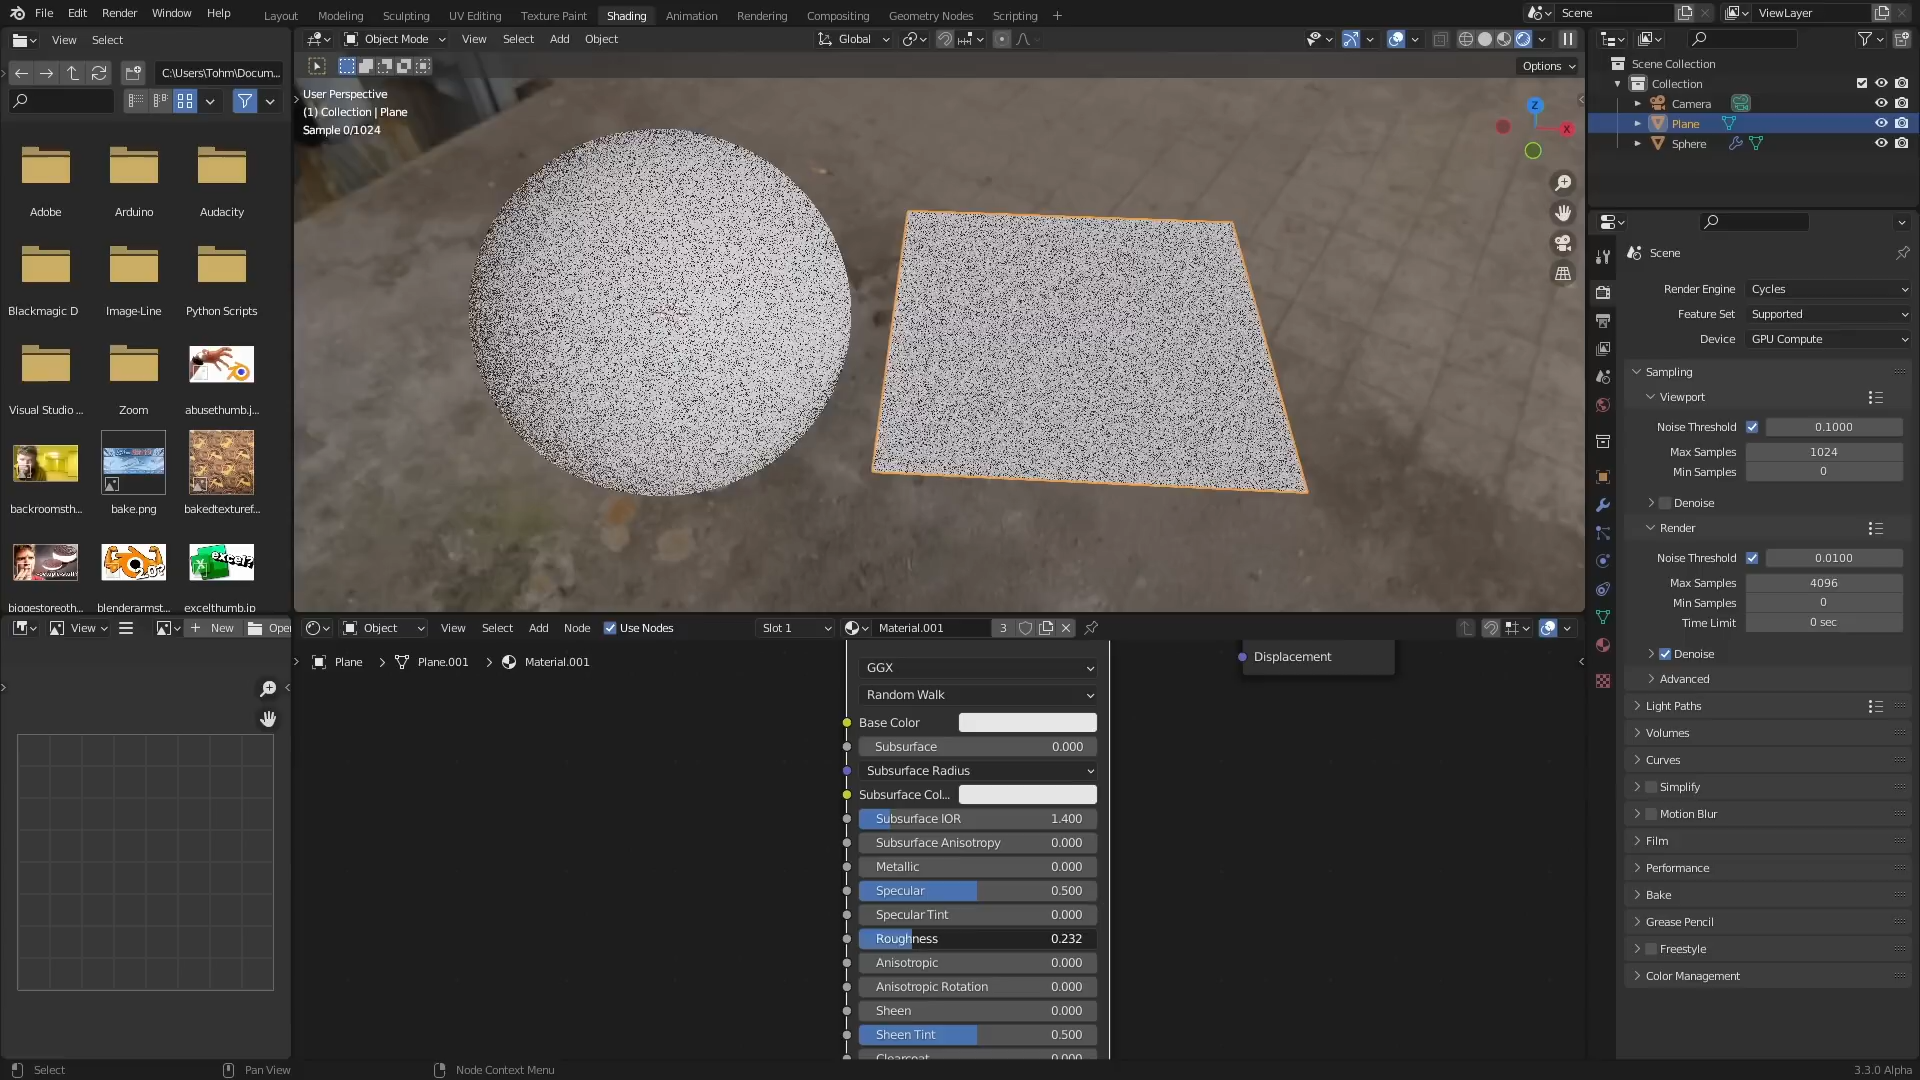 File Edit Render Window Help
Layout Modeling Sculpting UV Editing Texture Paint Shading Animation Rendering Compositing Geometry Nodes Scripting
Scene
ViewLayer
View Select
Object Mode View Select Add Object
Global
C:\Users\Tohm\Docum...
Options
User Perspective
(1) Collection | Plane
Sample 0/1024
Z
X
Adobe Arduino Audacity
Blackmagic D Image-Line Python Scripts
Visual Studio ... Zoom abusethumb.j...
backroomsth... bake.png bakedtexturef...
excel?
2.0?
biggestoreoth... blenderarmst... excelthumb.jp
Scene Collection
Collection
Camera
Plane
Sphere
Scene
Render Engine Cycles
Feature Set Supported
Device GPU Compute
Sampling
Viewport
Noise Threshold 0.1000
Max Samples 1024
Min Samples 0
Denoise
Render
Noise Threshold 0.0100
Max Samples 4096
Min Samples 0
Time Limit 0 sec
Denoise
Advanced
Light Paths
Volumes
Curves
Simplify
Motion Blur
Film
Performance
Bake
Grease Pencil
Freestyle
Color Management
View New Open
Object View Select Add Node Use Nodes Slot 1 Material.001 3
Plane Plane.001 Material.001
Displacement
GGX
Random Walk
Base Color
Subsurface 0.000
Subsurface Radius
Subsurface Col...
Subsurface IOR 1.400
Subsurface Anisotropy 0.000
Metallic 0.000
Specular 0.500
Specular Tint 0.000
Roughness 0.232
Anisotropic 0.000
Anisotropic Rotation 0.000
Sheen 0.000
Sheen Tint 0.500
Clearcoat 0.000
Select Pan View Node Context Menu
3.3.0 Alpha